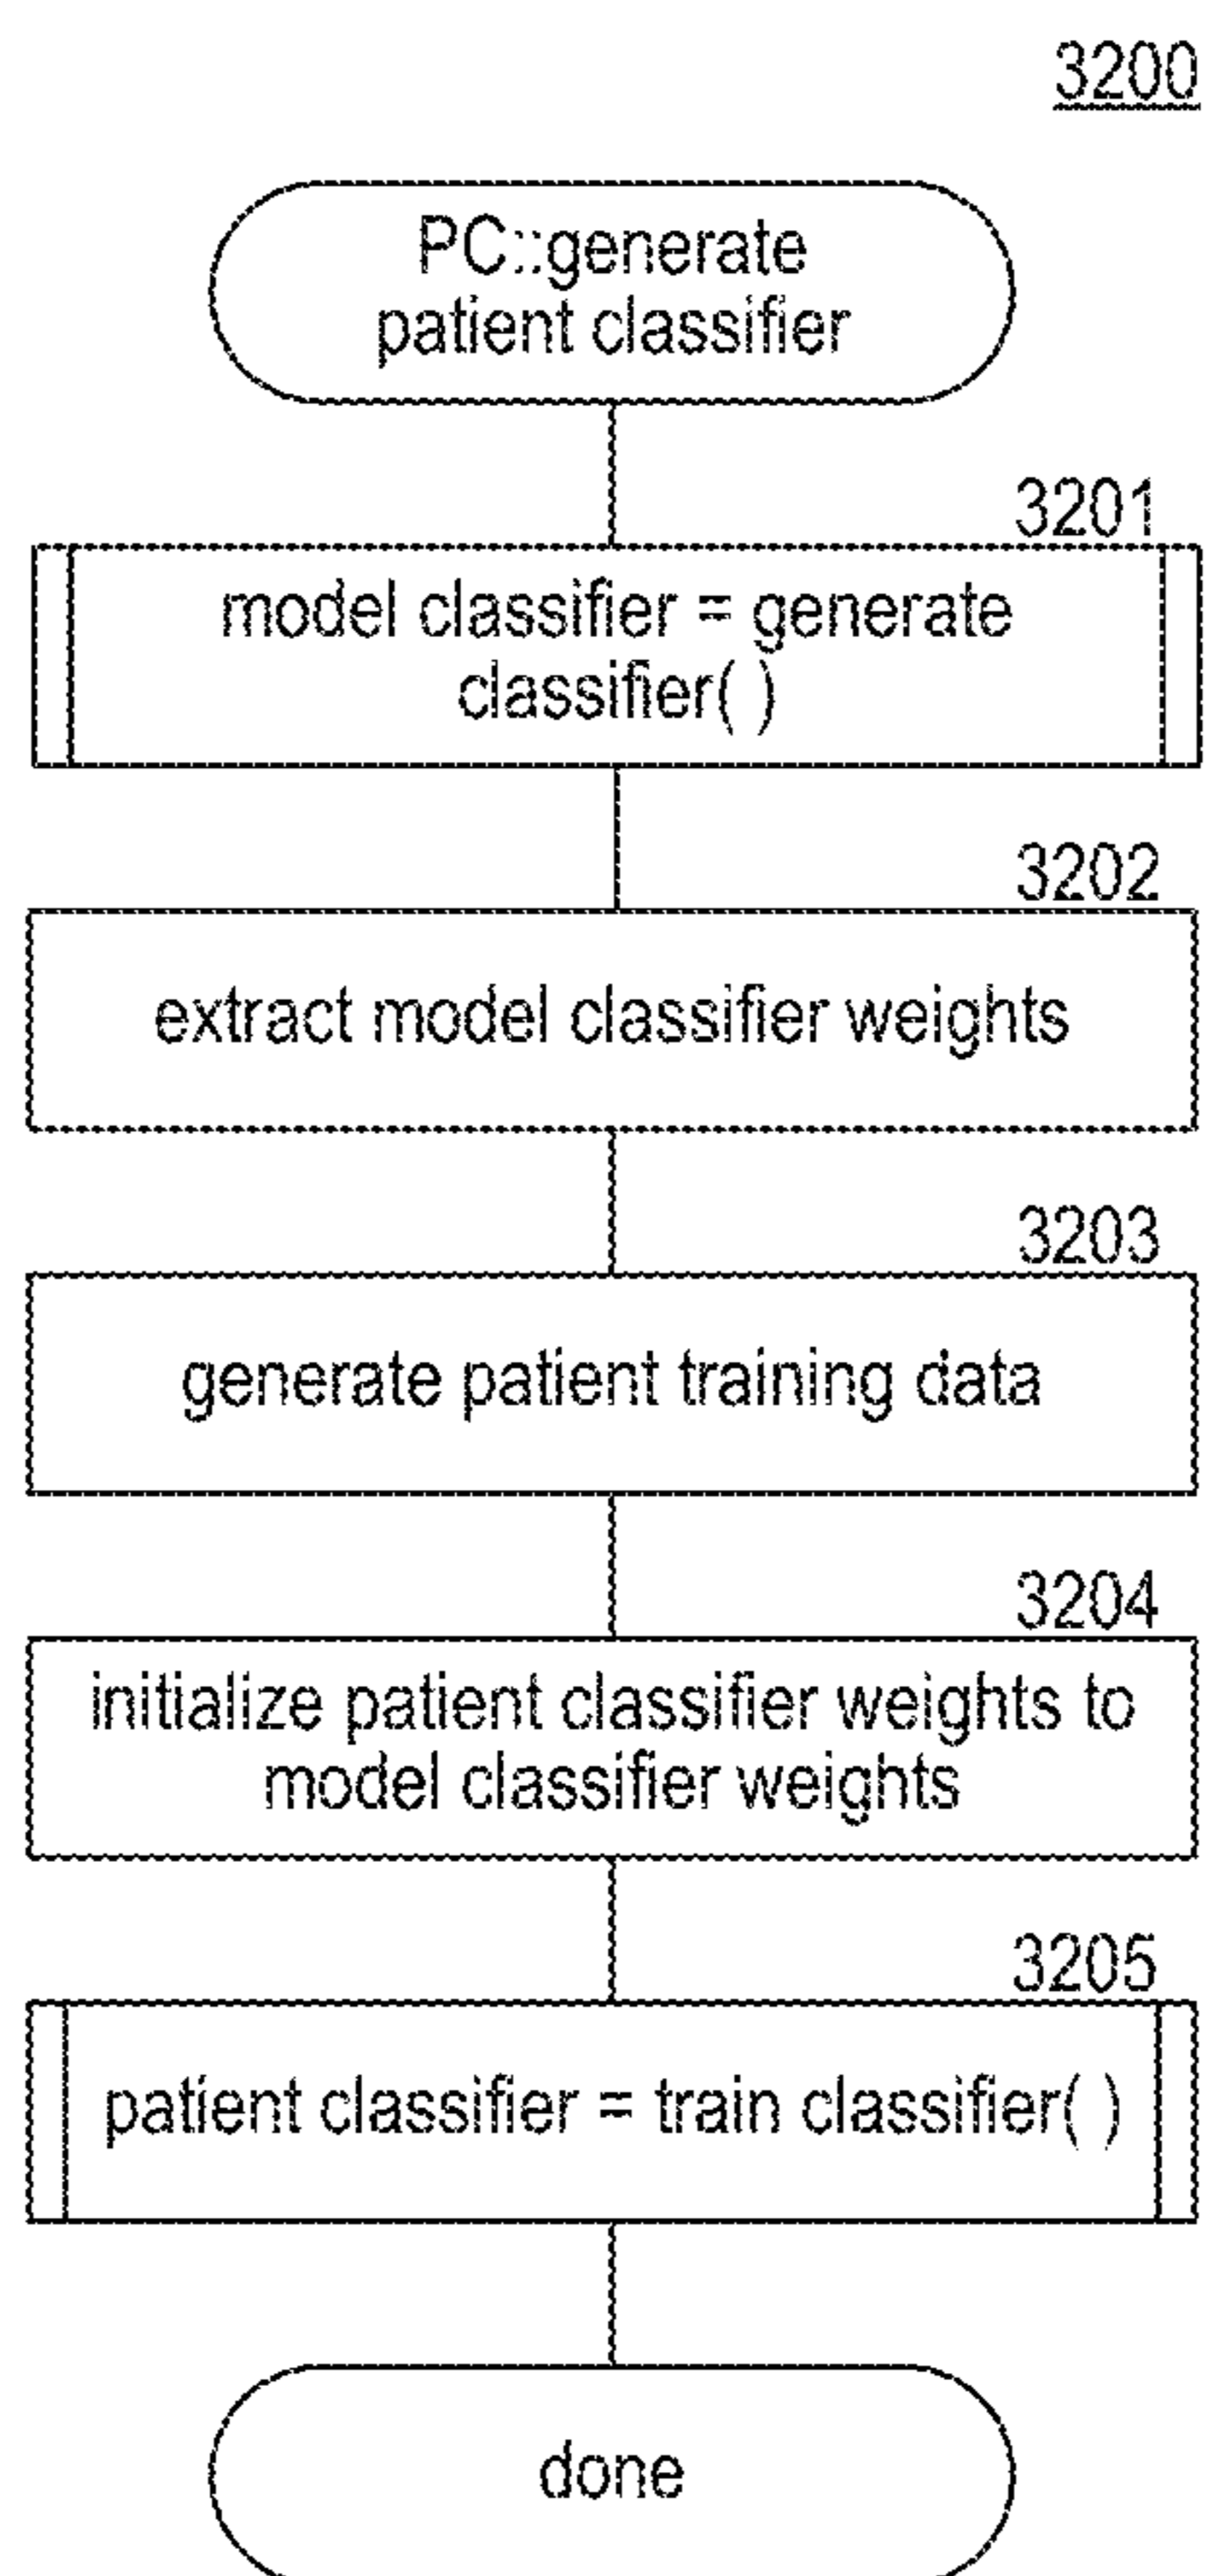 3200
PC::generate
patient classifier
3201
model classifier = generate
classifier( )
3202
extract model classifier weights
3203
generate patient training data
3204
initialize patient classifier weights to
model classifier weights
3205
patient classifier = train classifier( )
done